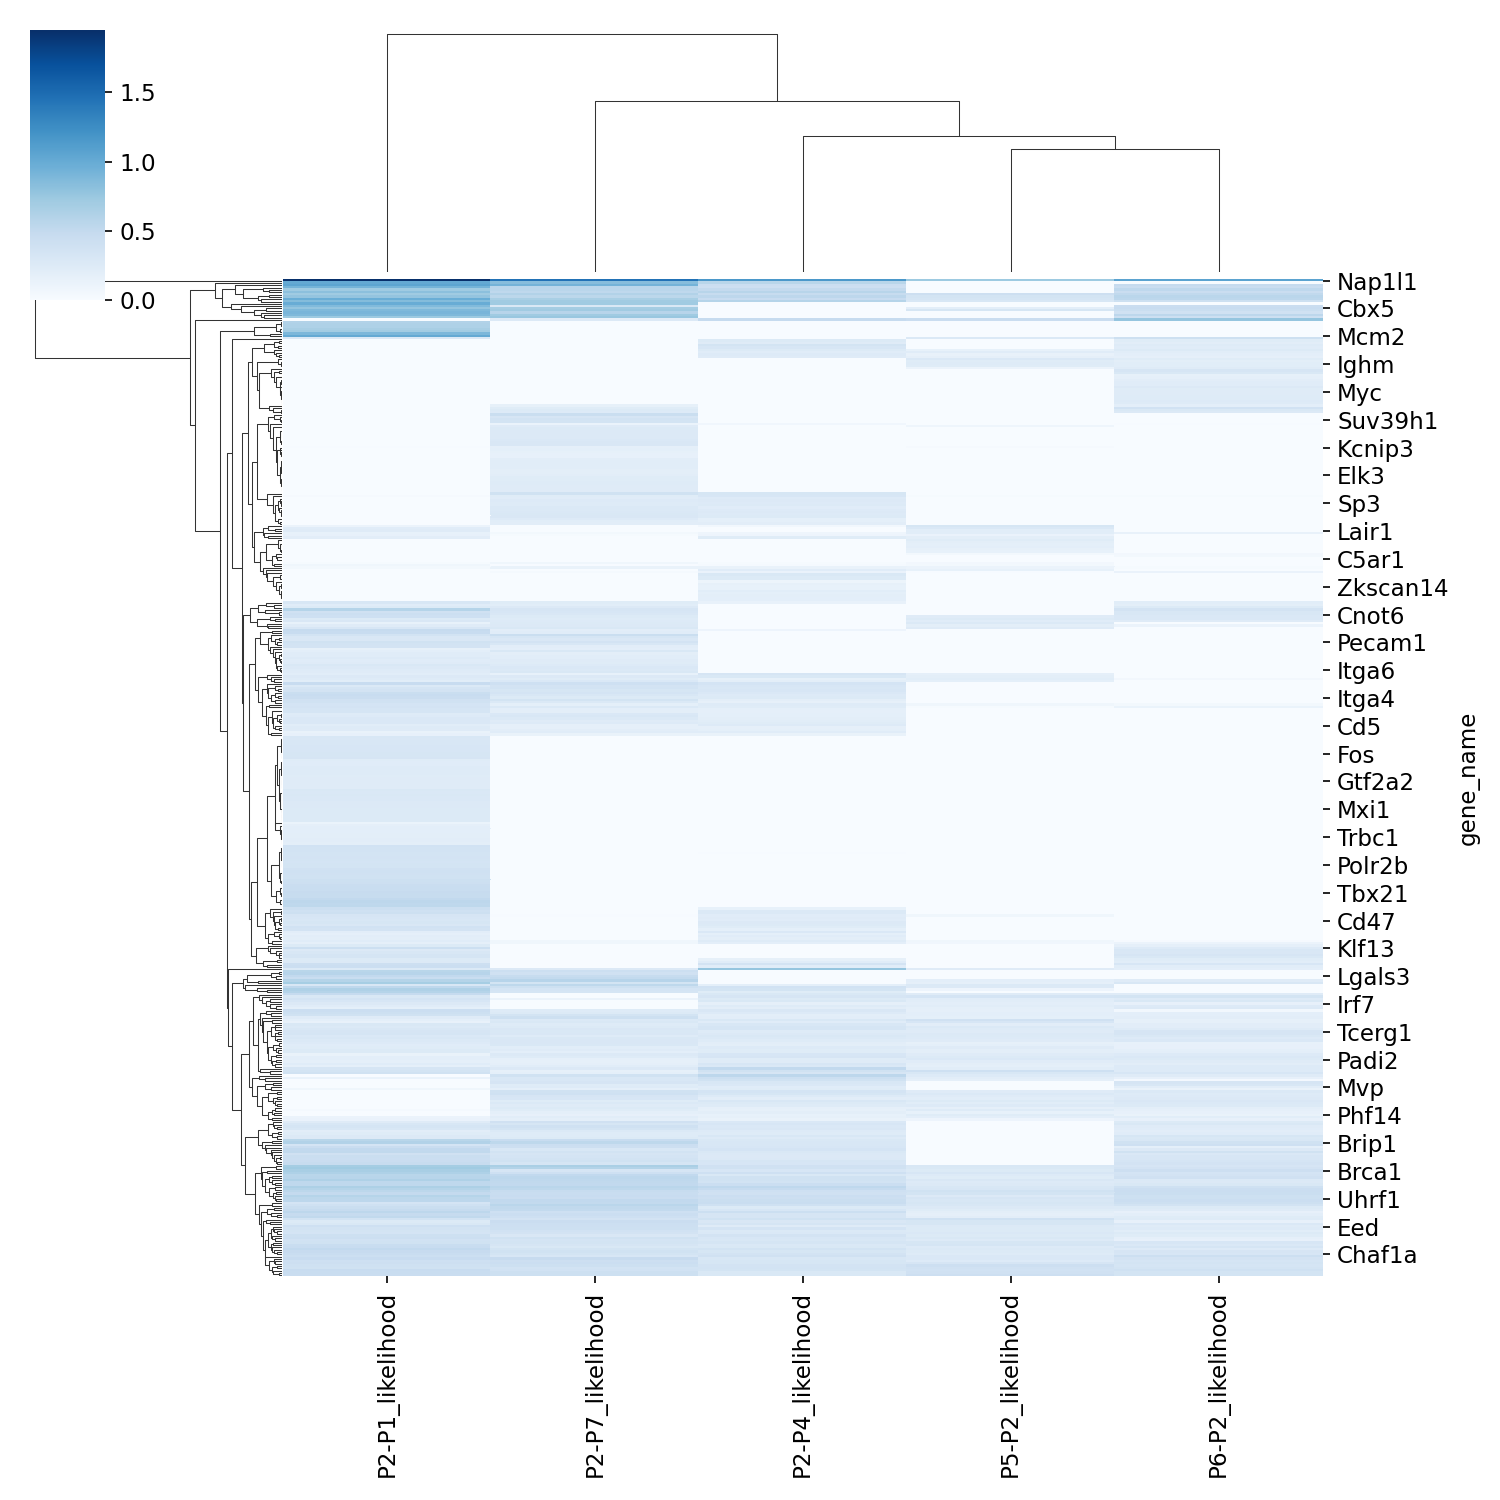 1.5
1.0
0.5
0.0
Nap1l1
Cbx5
Mcm2
Ighm
Myc
Suv39h1
Kcnip3
Elk3
Sp3
Lair1
C5ar1
Zkscan14
Cnot6
Pecam1
Itga6
Itga4
Cd5
Fos
Gtf2a2
Mxi1
Trbc1
Polr2b
Tbx21
Cd47
Klf13
Lgals3
Irf7
Tcerg1
Padi2
Mvp
Phf14
Brip1
Brca1
Uhrf1
Eed
Chaf1a
gene_name
P2-P1_likelihood
P2-P7_likelihood
P2-P4_likelihood
P5-P2_likelihood
P6-P2_likelihood